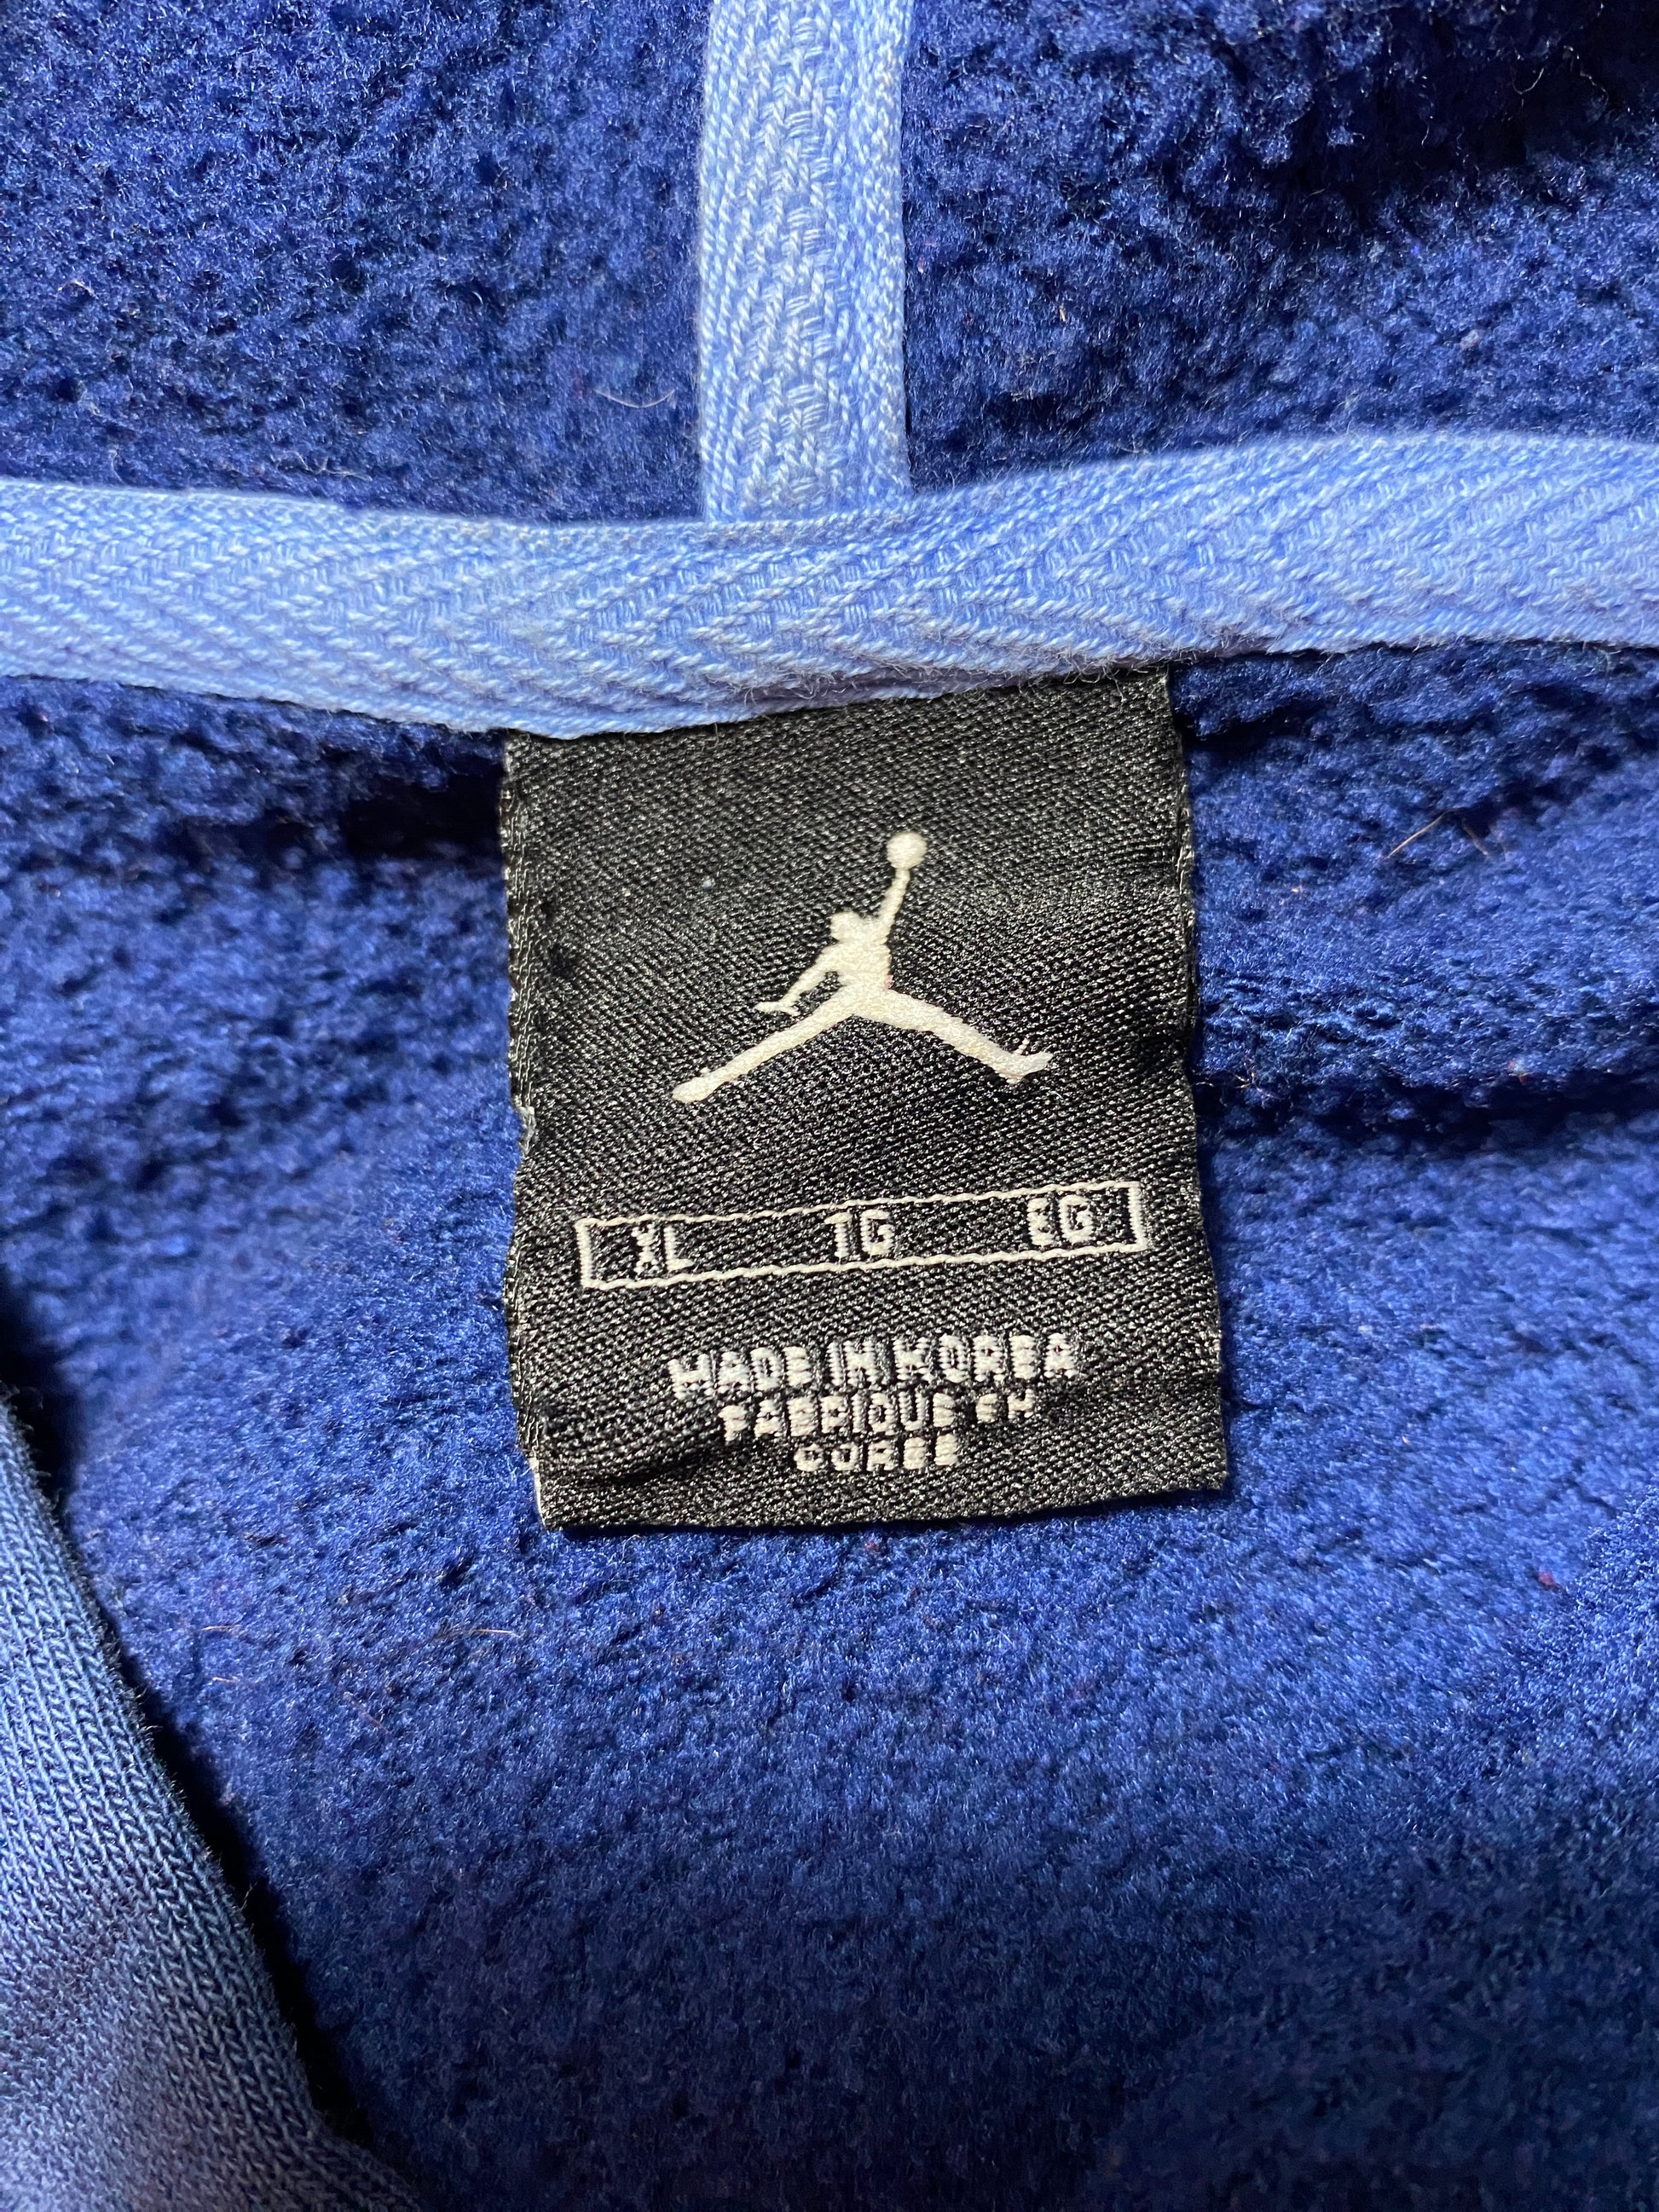 XL TG EG
MADE IN KOREA
FABRIQUE EN
COREE